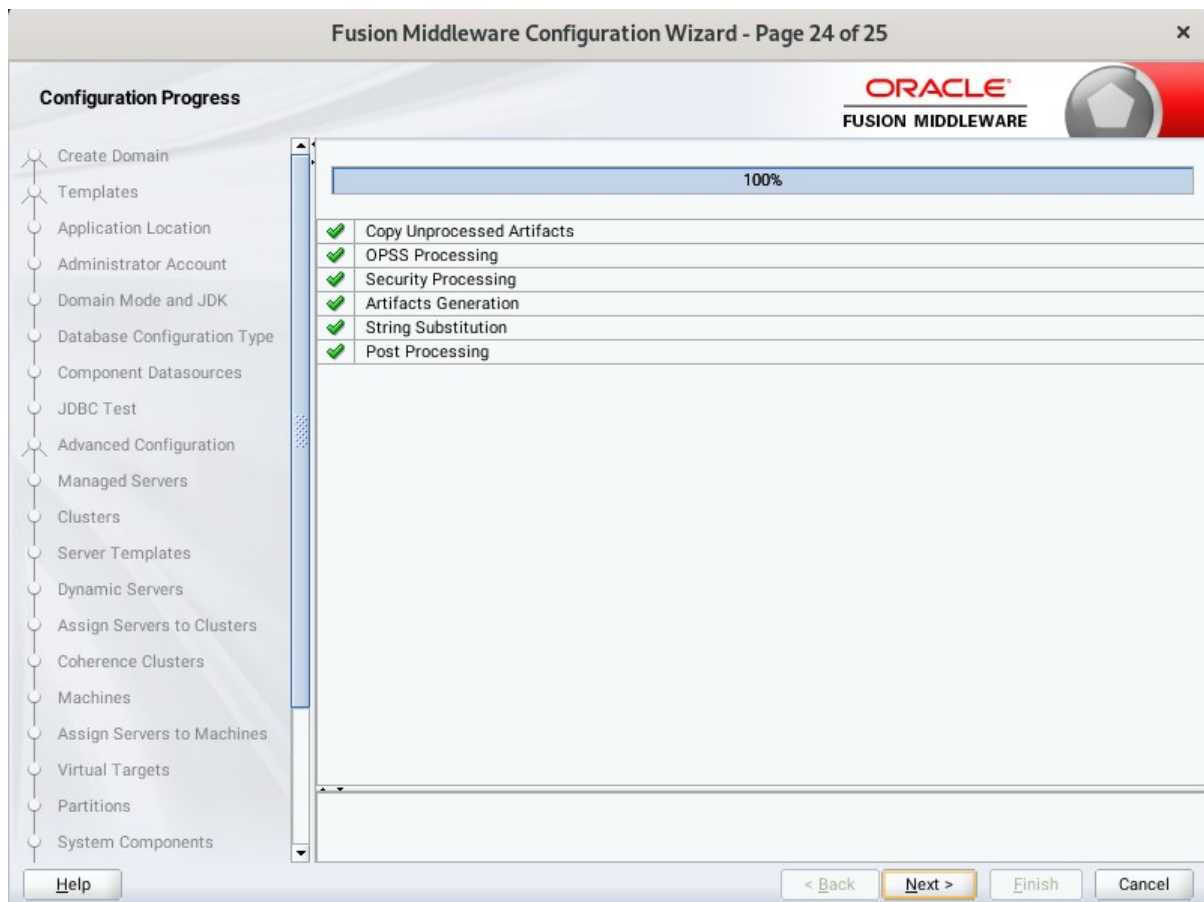 Fusion Middleware Configuration Wizard - Page 24 of 25
Configuration Progress
ORACLE
FUSION MIDDLEWARE
Create Domain
Templates
Application Location
Administrator Account
Domain Mode and JDK
Database Configuration Type
Component Datasources
JDBC Test
Advanced Configuration
Managed Servers
Clusters
Server Templates
Dynamic Servers
Assign Servers to Clusters
Coherence Clusters
Machines
Assign Servers to Machines
Virtual Targets
Partitions
System Components
100%
Copy Unprocessed Artifacts
OPSS Processing
Security Processing
Artifacts Generation
String Substitution
Post Processing
Help
< Back
Next >
Finish
Cancel